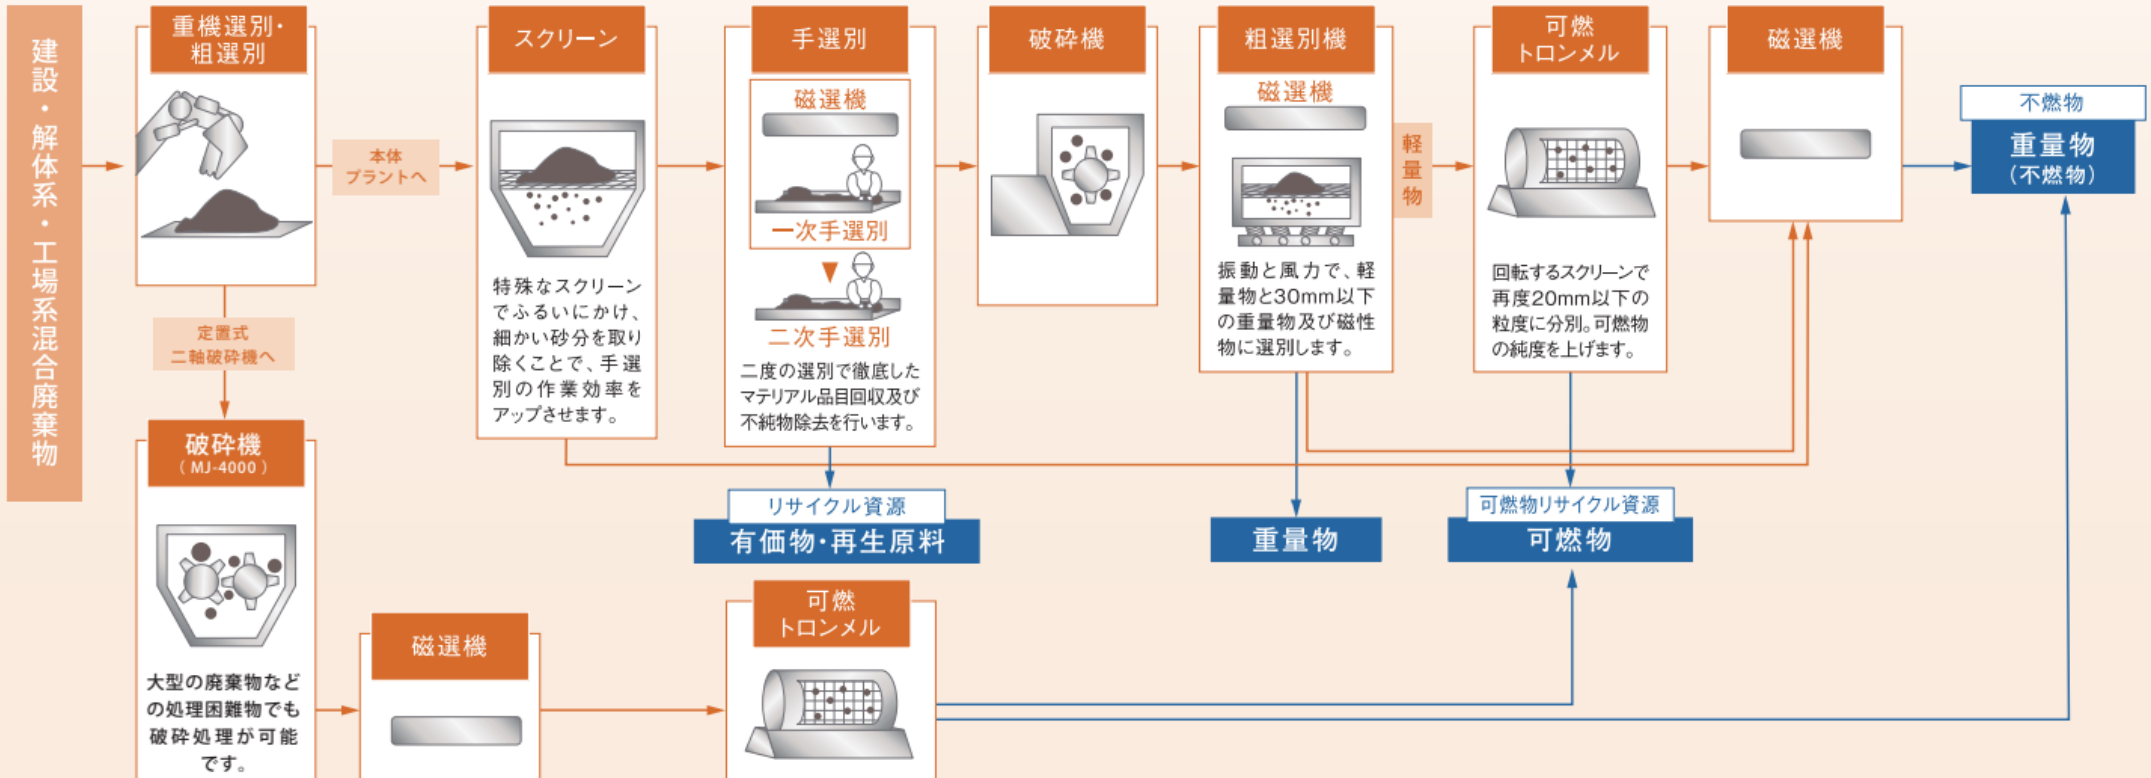 建設・解体系・工場系混合廃棄物
重機選別・
粗選別
本体
プラントへ
定置式
二軸破砕機へ
スクリーン
特殊なスクリーン
でふるいにかけ、
細かい砂分を取り
除くことで、手選
別の作業効率を
アップさせます。
手選別
磁選機
一次手選別
二次手選別
二度の選別で徹底した
マテリアル品目回収及び
不純物除去を行います。
破砕機
粗選別機
磁選機
振動と風力で、軽
量物と30mm以下
の重量物及び磁性
物に選別します。
軽量物
可燃
トロンメル
回転するスクリーンで
再度20mm以下の
粒度に分別。可燃物
の純度を上げます。
磁選機
不燃物
重量物
（不燃物）
リサイクル資源
有価物・再生原料
重量物
可燃物リサイクル資源
可燃物
破砕機
（MJ-4000）
大型の廃棄物など
の処理困難物でも
破砕処理が可能
です。
磁選機
可燃
トロンメル